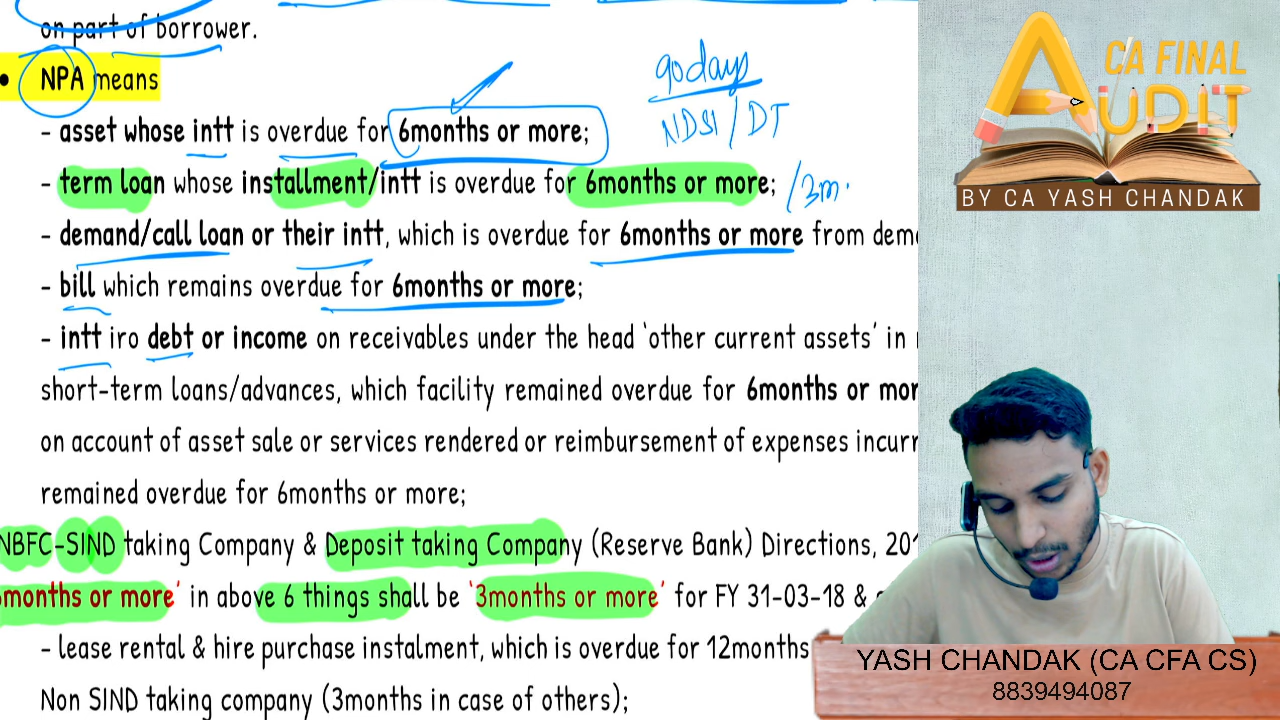 on part of borrower.
• NPA means
90days
NDSI / DT
- asset whose intt is overdue for 6months or more;
- term loan whose installment/intt is overdue for 6months or more; /3m.
- demand/call loan or their intt, which is overdue for 6months or more from
- bill which remains overdue for 6months or more;
- intt iro debt or income on receivables under the head 'other current assets' in
short-term loans/advances, which facility remained overdue for 6months or
on account of asset sale or services rendered or reimbursement of expenses
remained overdue for 6months or more;
NBFC-SIND taking Company & Deposit taking Company (Reserve Bank) Directions,
months or more' in above 6 things shall be '3months or more' for FY 31-03-18 &
- lease rental & hire purchase instalment, which is overdue for 12months
Non SIND taking company (3months in case of others);
CA FINAL
AUDIT
BY CA YASH CHANDAK
YASH CHANDAK (CA CFA CS)
8839494087